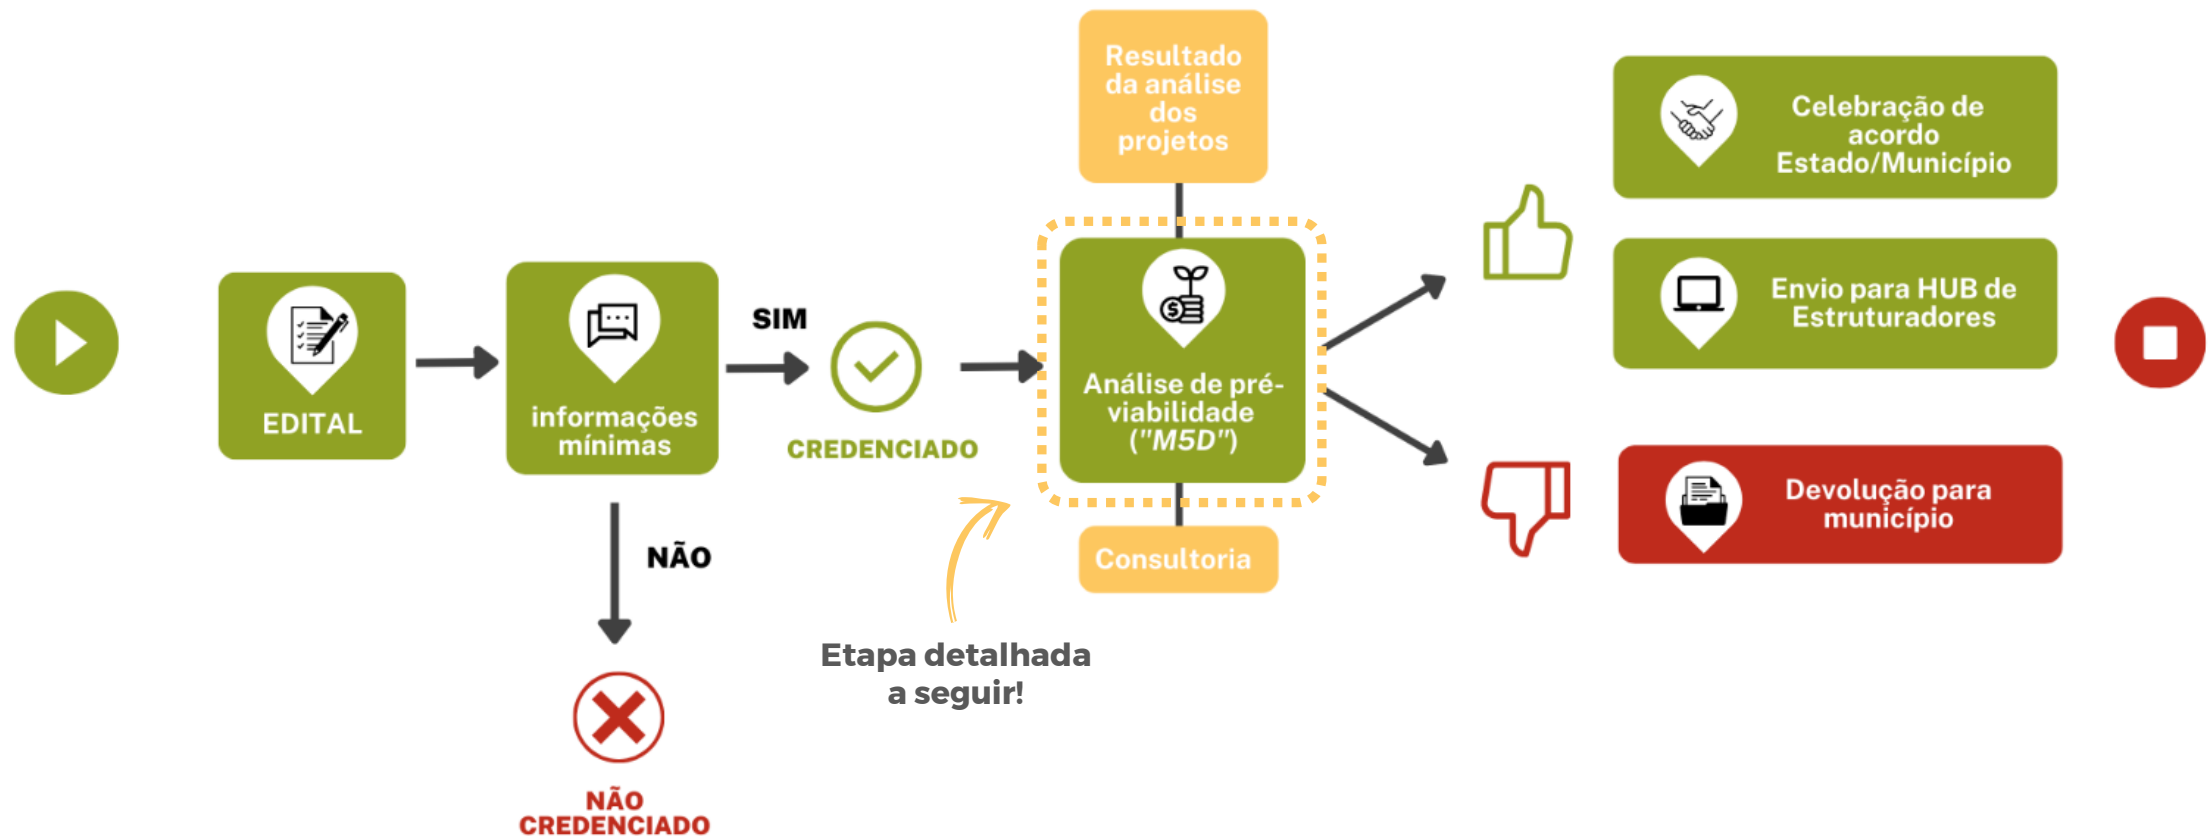 EDITAL
informações
mínimas
SIM
CREDENCIADO
NÃO
NÃO
CREDENCIADO
Resultado
da análise
dos
projetos
Análise de pré-
viabilidade
("M5D")
Consultoria
Etapa detalhada
a seguir!
Celebração de
acordo
Estado/Município
Envio para HUB de
Estruturadores
Devolução para
município